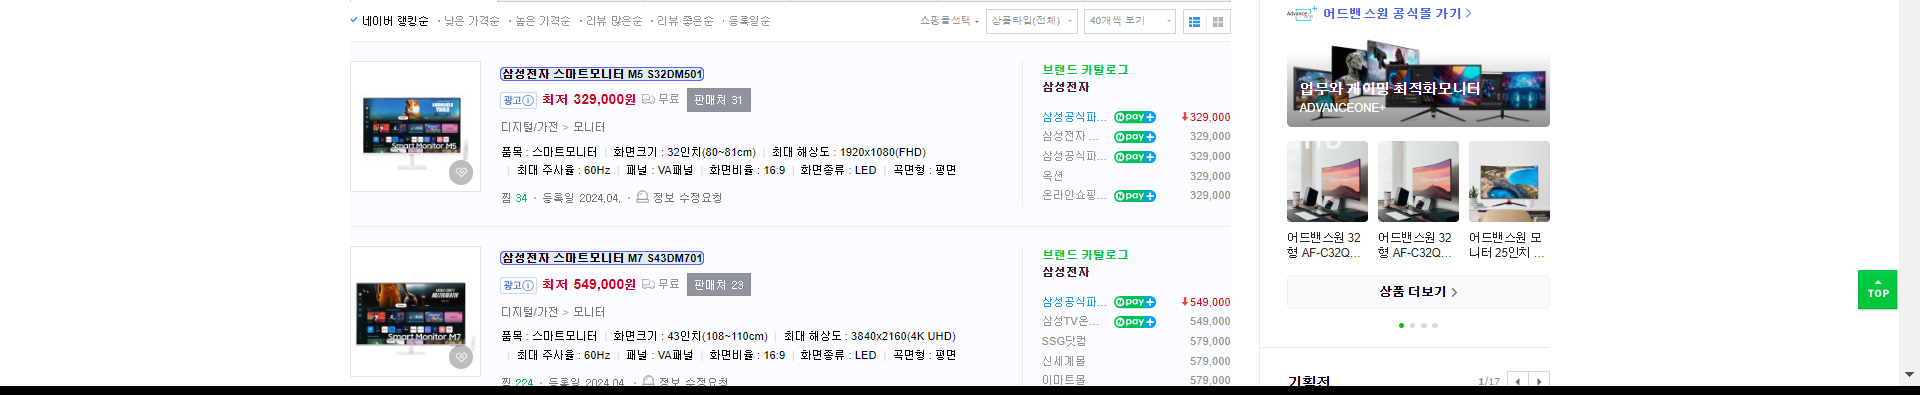 네이버 랭킹순 · 낮은 가격순 · 높은 가격순 · 리뷰 많은순 · 리뷰 좋은순 · 등록일순
쇼핑몰선택 상품타입(전체) 40개씩 보기
삼성전자 스마트모니터 M5 S32DM501
광고 최저 329,000원 무료 판매처 31
디지털/가전 > 모니터
품목 : 스마트모니터 | 화면크기 : 32인치(80~81cm) | 최대 해상도 : 1920x1080(FHD)
| 최대 주사율 : 60Hz | 패널 : VA패널 | 화면비율 : 16:9 | 화면종류 : LED | 곡면형 : 평면
찜 34 · 등록일 2024.04. · 정보 수정요청
Smart Monitor M5
브랜드 카탈로그
삼성전자
삼성공식파... N pay+ 329,000
삼성전자 ... N pay+ 329,000
삼성공식파... N pay+ 329,000
옥션 329,000
온라인쇼핑... N pay+ 329,000
삼성전자 스마트모니터 M7 S43DM701
광고 최저 549,000원 무료 판매처 23
디지털/가전 > 모니터
품목 : 스마트모니터 | 화면크기 : 43인치(108~110cm) | 최대 해상도 : 3840x2160(4K UHD)
| 최대 주사율 : 60Hz | 패널 : VA패널 | 화면비율 : 16:9 | 화면종류 : LED | 곡면형 : 평면
찜 224 · 등록일 2024.04. · 정보 수정요청
Smart Monitor M7
브랜드 카탈로그
삼성전자
삼성공식파... N pay+ 549,000
삼성TV온... N pay+ 549,000
SSG닷컴 579,000
신세계몰 579,000
이마트몰 579,000
어드밴스원 공식몰 가기 >
업무와 게이밍 최적화모니터
ADVANCEONE+
어드밴스원 32형 AF-C32Q...
어드밴스원 32형 AF-C32Q...
어드밴스원 모니터 25인치 ...
상품 더보기 >
기획전 1/17
TOP